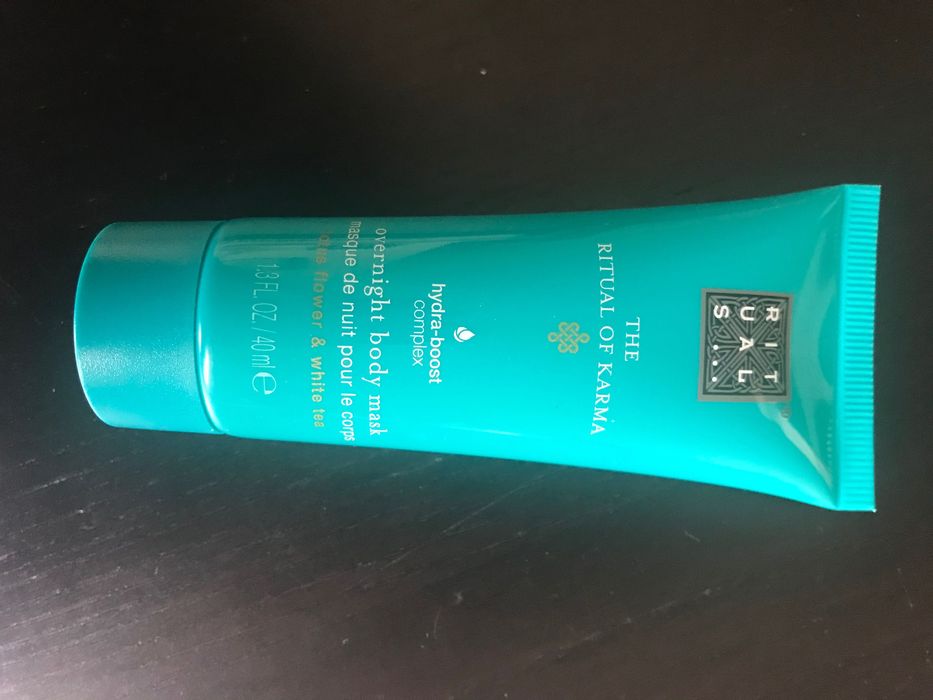 RIT
UAL
S...
THE
RITUAL OF KARMA
hydra-boost
complex
overnight body mask
masque de nuit pour le corps
lotus flower & white tea
1.3 FL. OZ. / 40 ml e